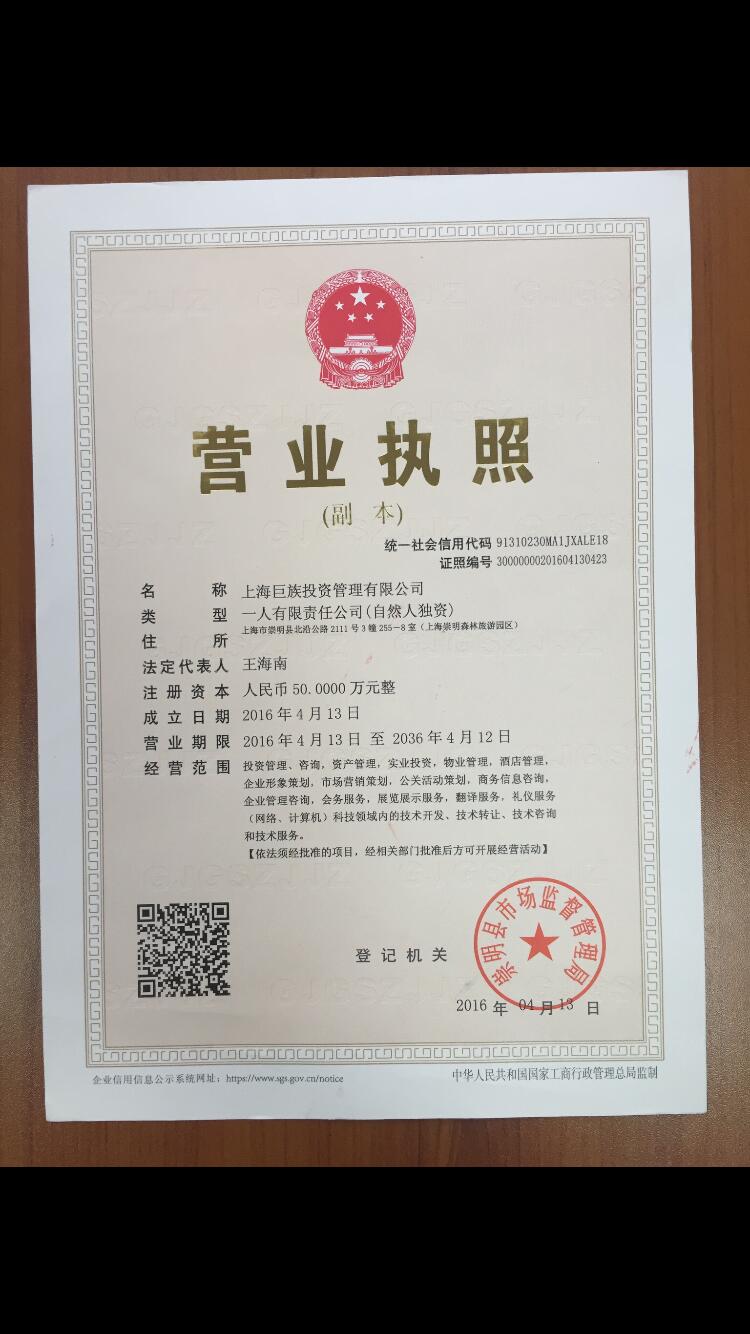 营业执照
(副 本)
统一社会信用代码 91310230MA1JXALE18
证照编号 30000000201604130423
名 称 上海巨族投资管理有限公司
类 型 一人有限责任公司(自然人独资)
住 所 上海市崇明县北沿公路2111号3幢255-8室(上海崇明森林旅游园区)
法定代表人 王海南
注册资本 人民币50.0000万元整
成立日期 2016年4月13日
营业期限 2016年4月13日 至 2036年4月12日
经营范围 投资管理、咨询，资产管理，实业投资，物业管理，酒店管理，
企业形象策划，市场营销策划，公关活动策划，商务信息咨询，
企业管理咨询，会务服务，展览展示服务，翻译服务，礼仪服务
(网络、计算机)科技领域内的技术开发、技术转让、技术咨询
和技术服务。
【依法须经批准的项目，经相关部门批准后方可开展经营活动】
登记机关
崇明县市场监督管理局
2016 年 04 月 13 日
企业信用信息公示系统网址：https://www.sgs.gov.cn/notice
中华人民共和国国家工商行政管理总局监制